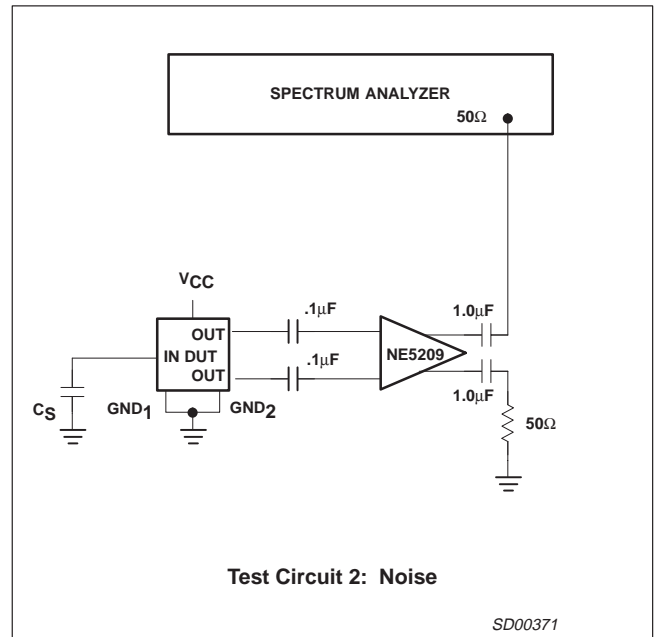 SPECTRUM ANALYZER
50Ω
VCC
.1μF
1.0μF
OUT
IN DUT
NE5209
.1μF
OUT
1.0μF
CS
GND1
GND2
50Ω
Test Circuit 2: Noise
SD00371